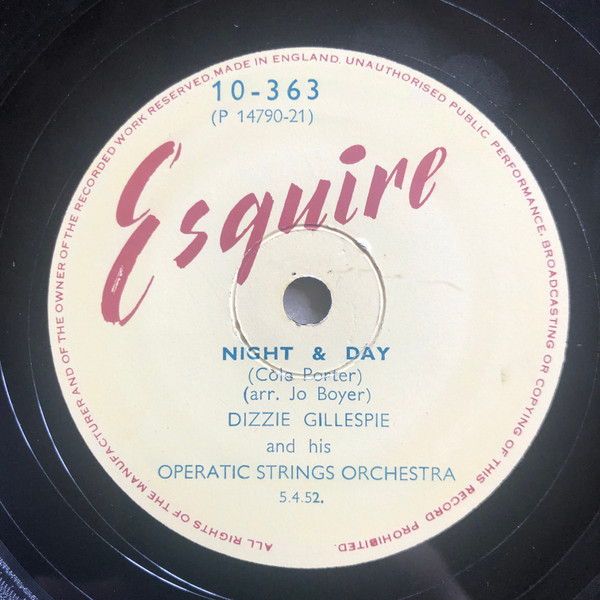 ALL RIGHTS OF THE MANUFACTURER AND OF THE OWNER OF THE RECORDED WORK RESERVED. MADE IN ENGLAND. UNAUTHORISED PUBLIC PERFORMANCE, BROADCASTING OR COPYING OF THIS RECORD PROHIBITED.
10-363
(P 14790-21)
Esquire
NIGHT & DAY
(Cole Porter)
(arr. Jo Boyer)
DIZZIE GILLESPIE
and his
OPERATIC STRINGS ORCHESTRA
5.4.52.